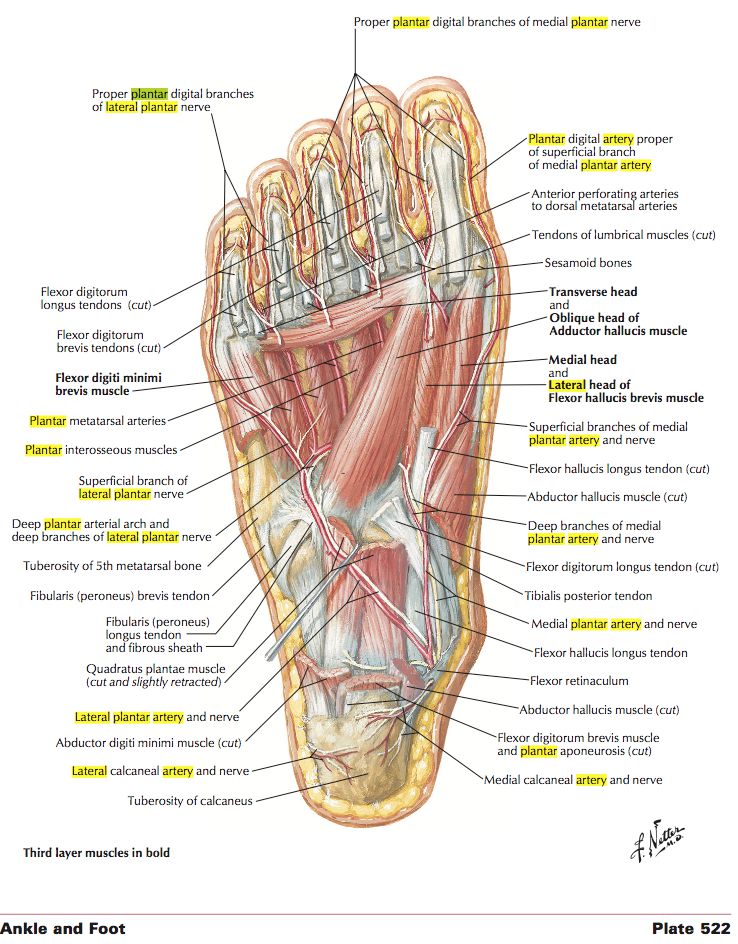 Proper plantar digital branches of medial plantar nerve
Proper plantar digital branches
of lateral plantar nerve
Plantar digital artery proper
of superficial branch
of medial plantar artery
Anterior perforating arteries
to dorsal metatarsal arteries
Tendons of lumbrical muscles (cut)
Sesamoid bones
Transverse head
and
Oblique head of
Adductor hallucis muscle
Medial head
and
Lateral head of
Flexor hallucis brevis muscle
Superficial branches of medial
plantar artery and nerve
Flexor hallucis longus tendon (cut)
Abductor hallucis muscle (cut)
Deep branches of medial
plantar artery and nerve
Flexor digitorum longus tendon (cut)
Tibialis posterior tendon
Medial plantar artery and nerve
Flexor hallucis longus tendon
Flexor retinaculum
Abductor hallucis muscle (cut)
Flexor digitorum brevis muscle
and plantar aponeurosis (cut)
Medial calcaneal artery and nerve
Flexor digitorum
longus tendons (cut)
Flexor digitorum
brevis tendons (cut)
Flexor digiti minimi
brevis muscle
Plantar metatarsal arteries
Plantar interosseous muscles
Superficial branch of
lateral plantar nerve
Deep plantar arterial arch and
deep branches of lateral plantar nerve
Tuberosity of 5th metatarsal bone
Fibularis (peroneus) brevis tendon
Fibularis (peroneus)
longus tendon
and fibrous sheath
Quadratus plantae muscle
(cut and slightly retracted)
Lateral plantar artery and nerve
Abductor digiti minimi muscle (cut)
Lateral calcaneal artery and nerve
Tuberosity of calcaneus
Third layer muscles in bold
F. Netter
M.D.
Ankle and Foot
Plate 522